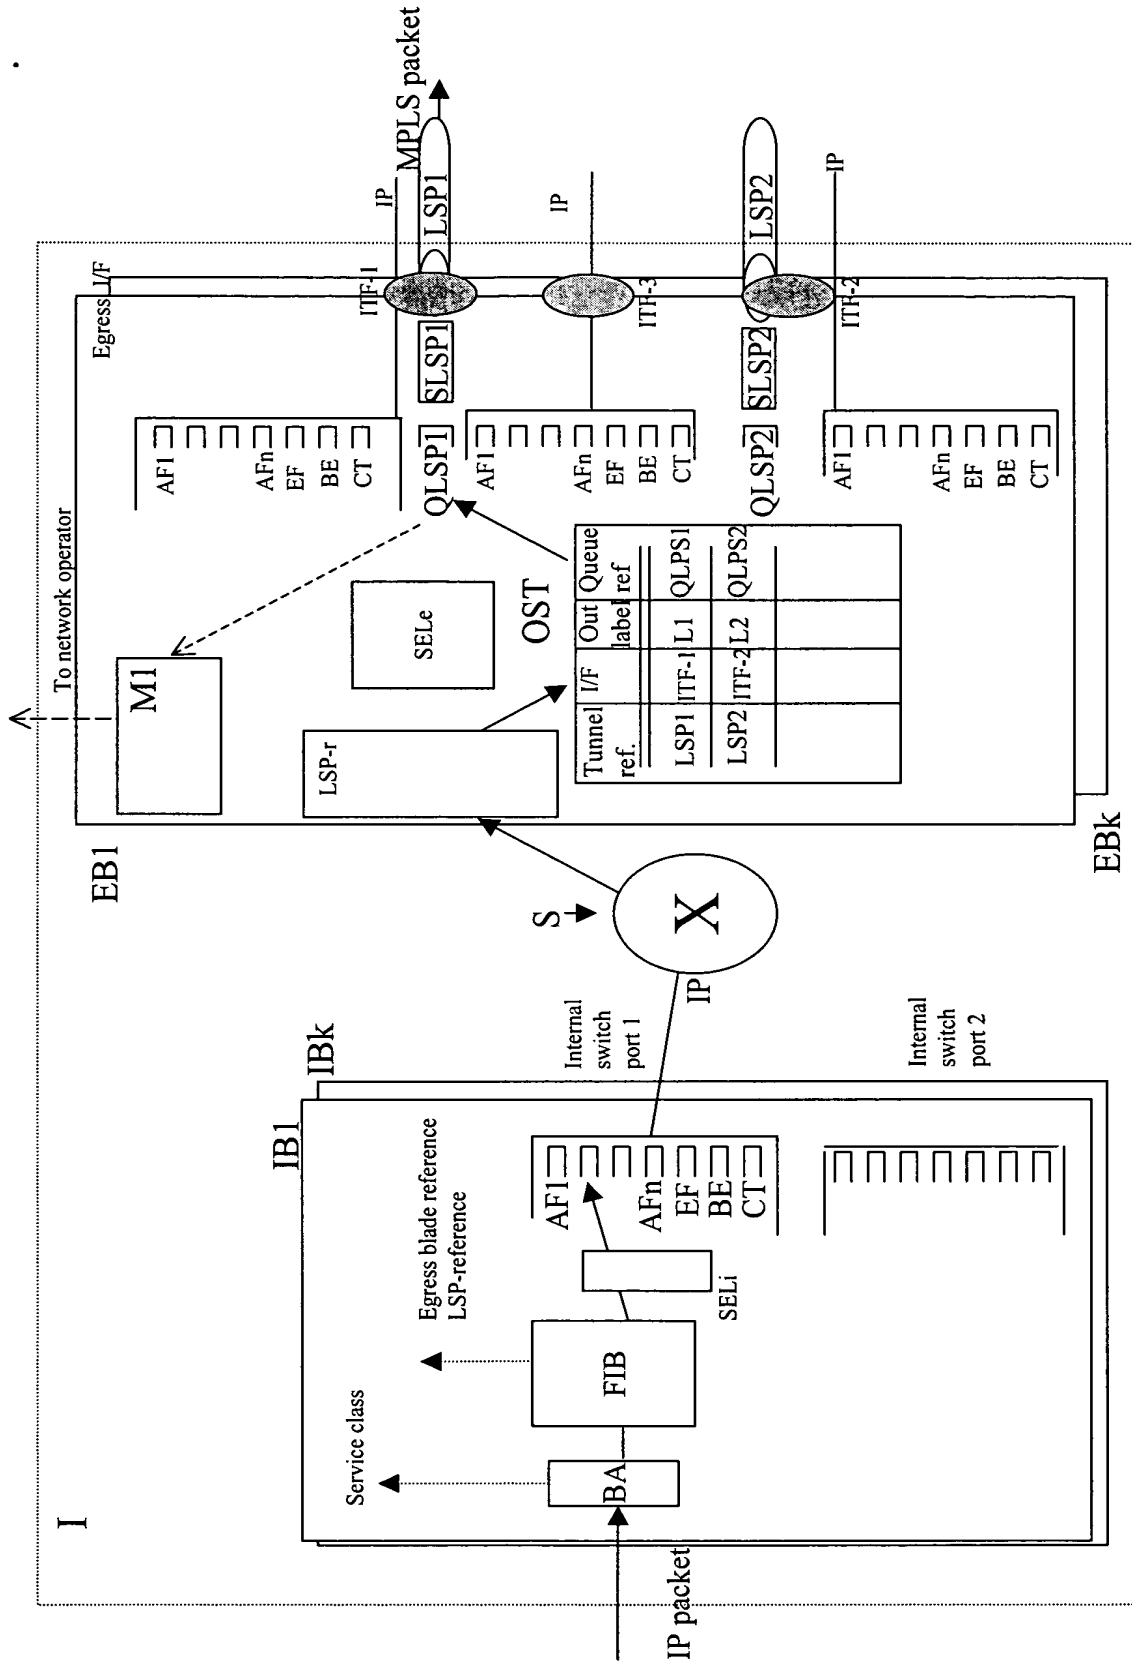 I
IP packet
BA
Service class
FIB
Egress blade reference
LSP-reference
SELi
AF1
AFn
EF
BE
CT
IB1
IBk
Internal
switch
port 1
Internal
switch
port 2
IP
S
X
EB1
EBk
To network operator
M1
LSP-r
SELe
OST
Tunnel ref. | I/F | Out label | Queue ref
LSP1 | ITF-1 | L1 | QLPS1
LSP2 | ITF-2 | L2 | QLPS2
AF1
AFn
EF
BE
CT
QLSP1
SLSP1
AF1
AFn
EF
BE
CT
QLSP2
SLSP2
AF1
AFn
EF
BE
CT
Egress I/F
ITF-1
ITF-3
ITF-2
IP
MPLS packet
LSP1
IP
LSP2
IP